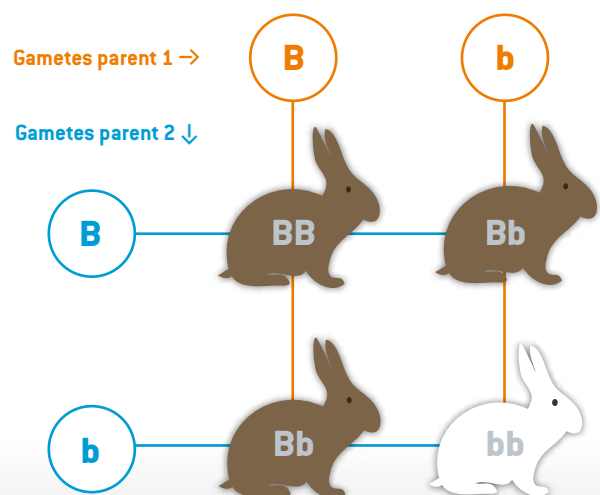 Gametes parent 1 →
B b
Gametes parent 2 ↓
B BB Bb
b Bb bb